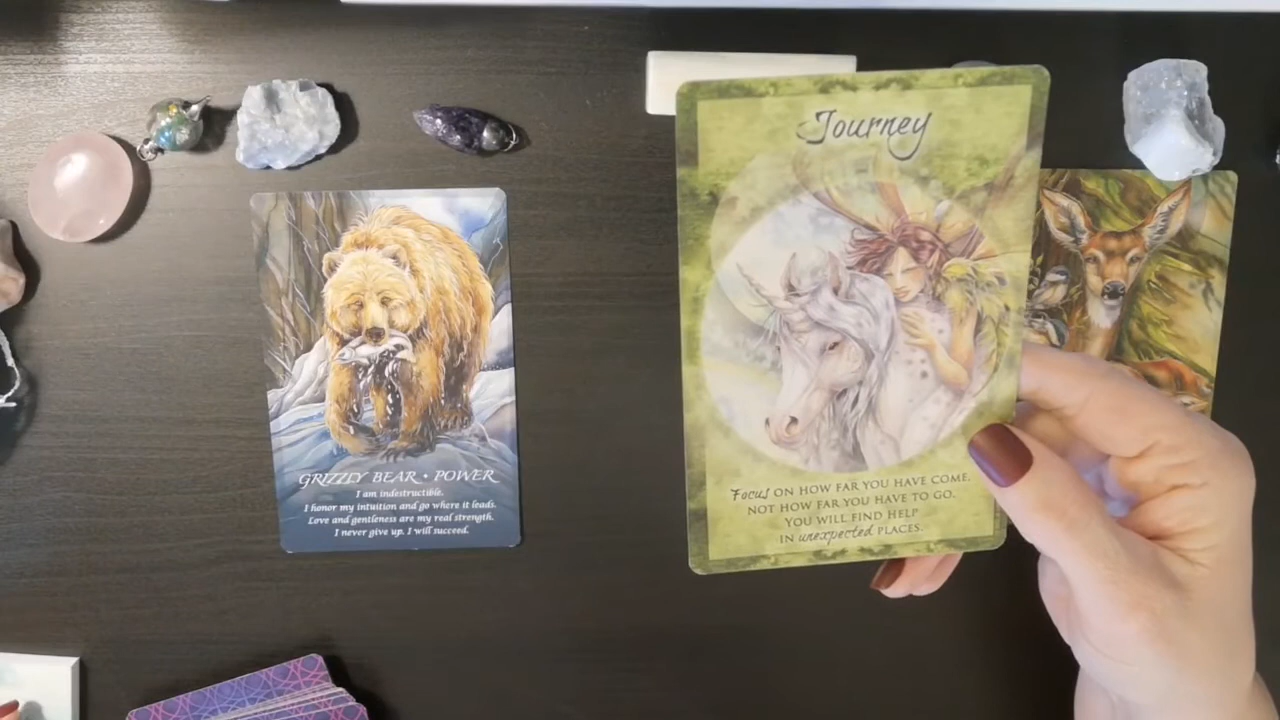 Journey
Focus ON HOW FAR YOU HAVE COME,
NOT HOW FAR YOU HAVE TO GO.
YOU WILL FIND HELP
IN unexpected PLACES.
GRIZZLY BEAR • POWER
I am indestructible.
I honor my intuition and go where it leads.
Love and gentleness are my real strength.
I never give up. I will succeed.